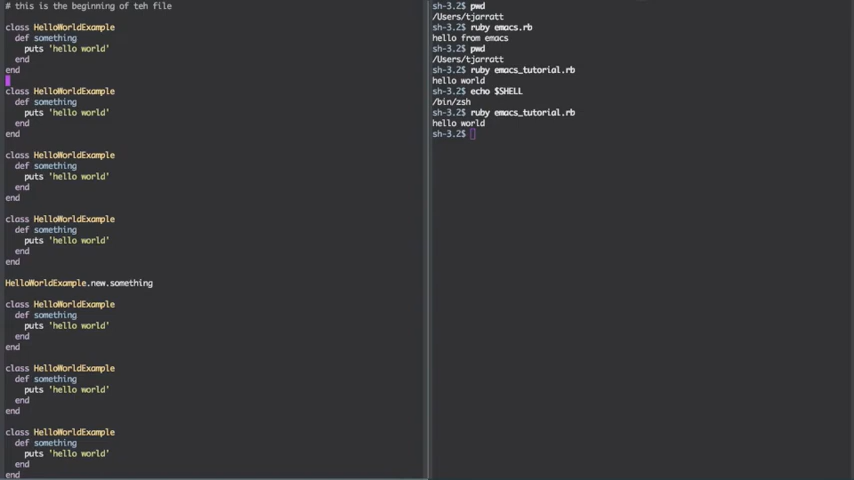 # this is the beginning of teh file
class HelloWorldExample
def something
puts 'hello world'
end
end
class HelloWorldExample
def something
puts 'hello world'
end
end
class HelloWorldExample
def something
puts 'hello world'
end
end
class HelloWorldExample
def something
puts 'hello world'
end
end
HelloWorldExample.new.something
class HelloWorldExample
def something
puts 'hello world'
end
end
class HelloWorldExample
def something
puts 'hello world'
end
end
class HelloWorldExample
def something
puts 'hello world'
end
end
sh-3.2$ pwd
/Users/tjarratt
sh-3.2$ ruby emacs.rb
hello from emacs
sh-3.2$ pwd
/Users/tjarratt
sh-3.2$ ruby emacs_tutorial.rb
hello world
sh-3.2$ echo $SHELL
/bin/zsh
sh-3.2$ ruby emacs_tutorial.rb
hello world
sh-3.2$